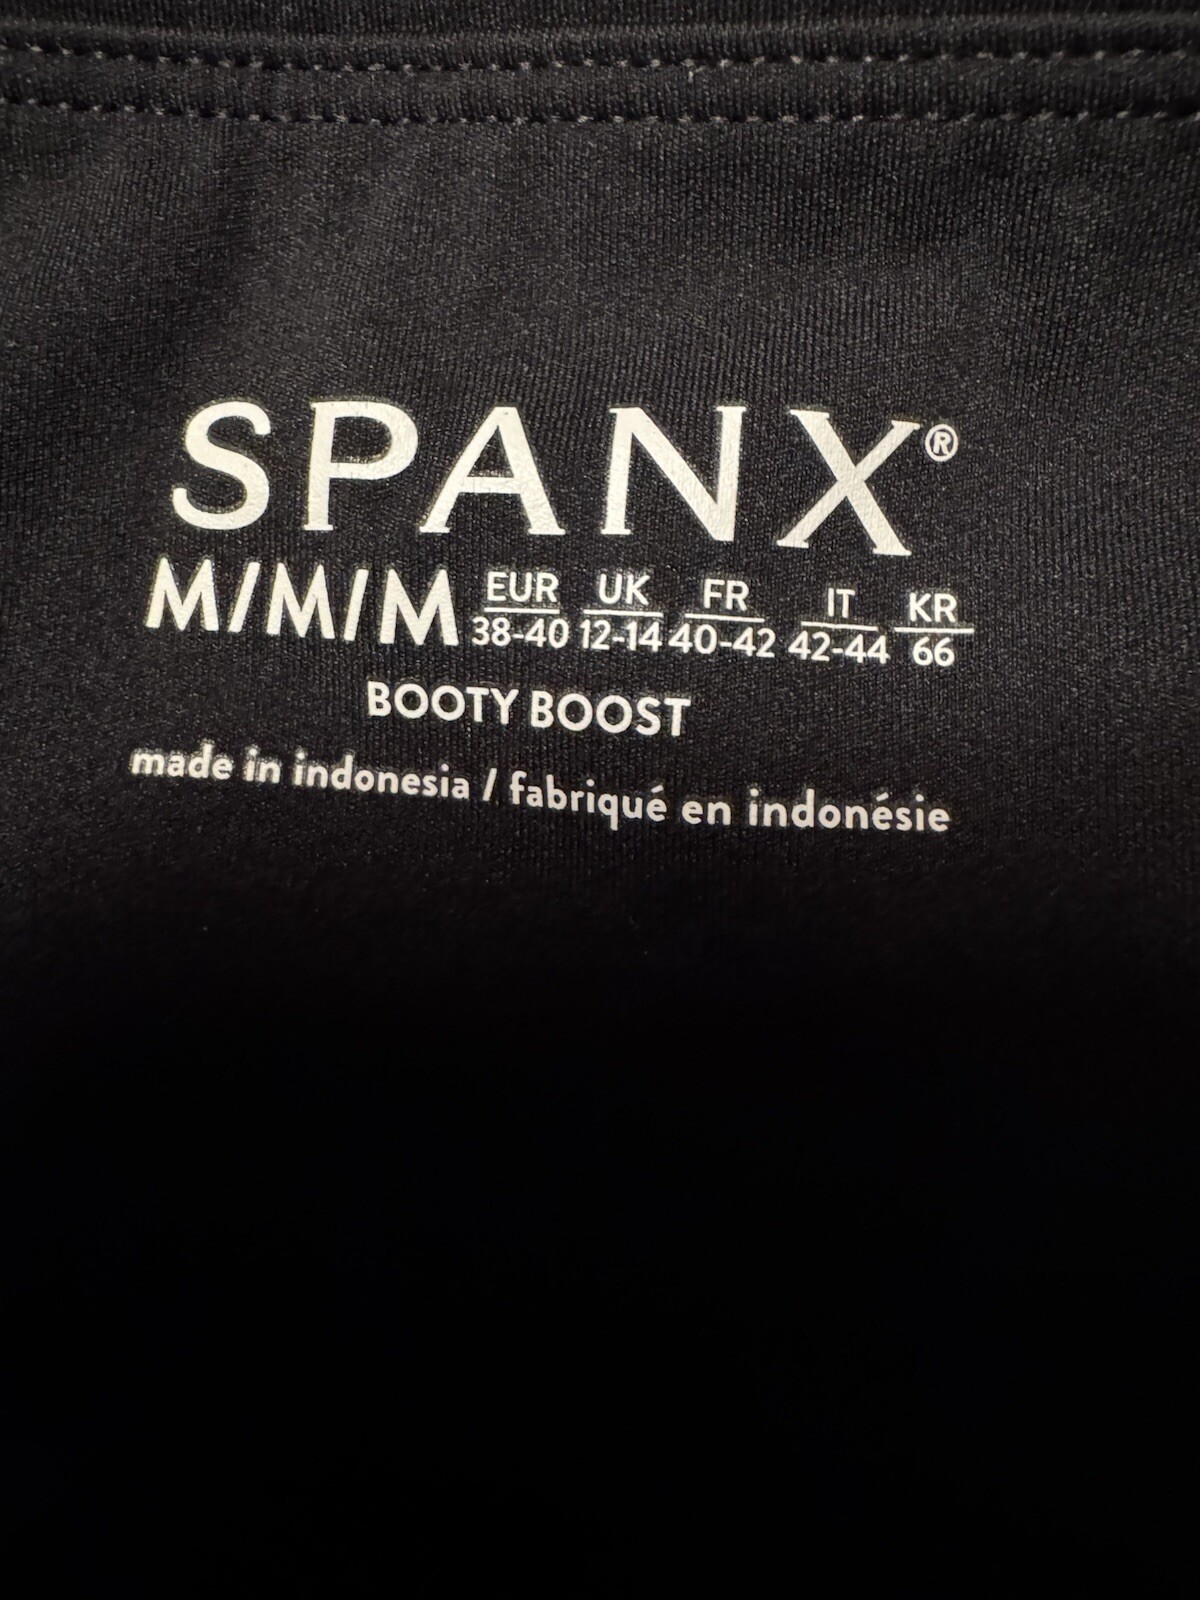 SPANX®
M/M/M EUR 38-40 UK 12-14 FR 40-42 IT 42-44 KR 66
BOOTY BOOST
made in indonesia / fabriqué en indonésie